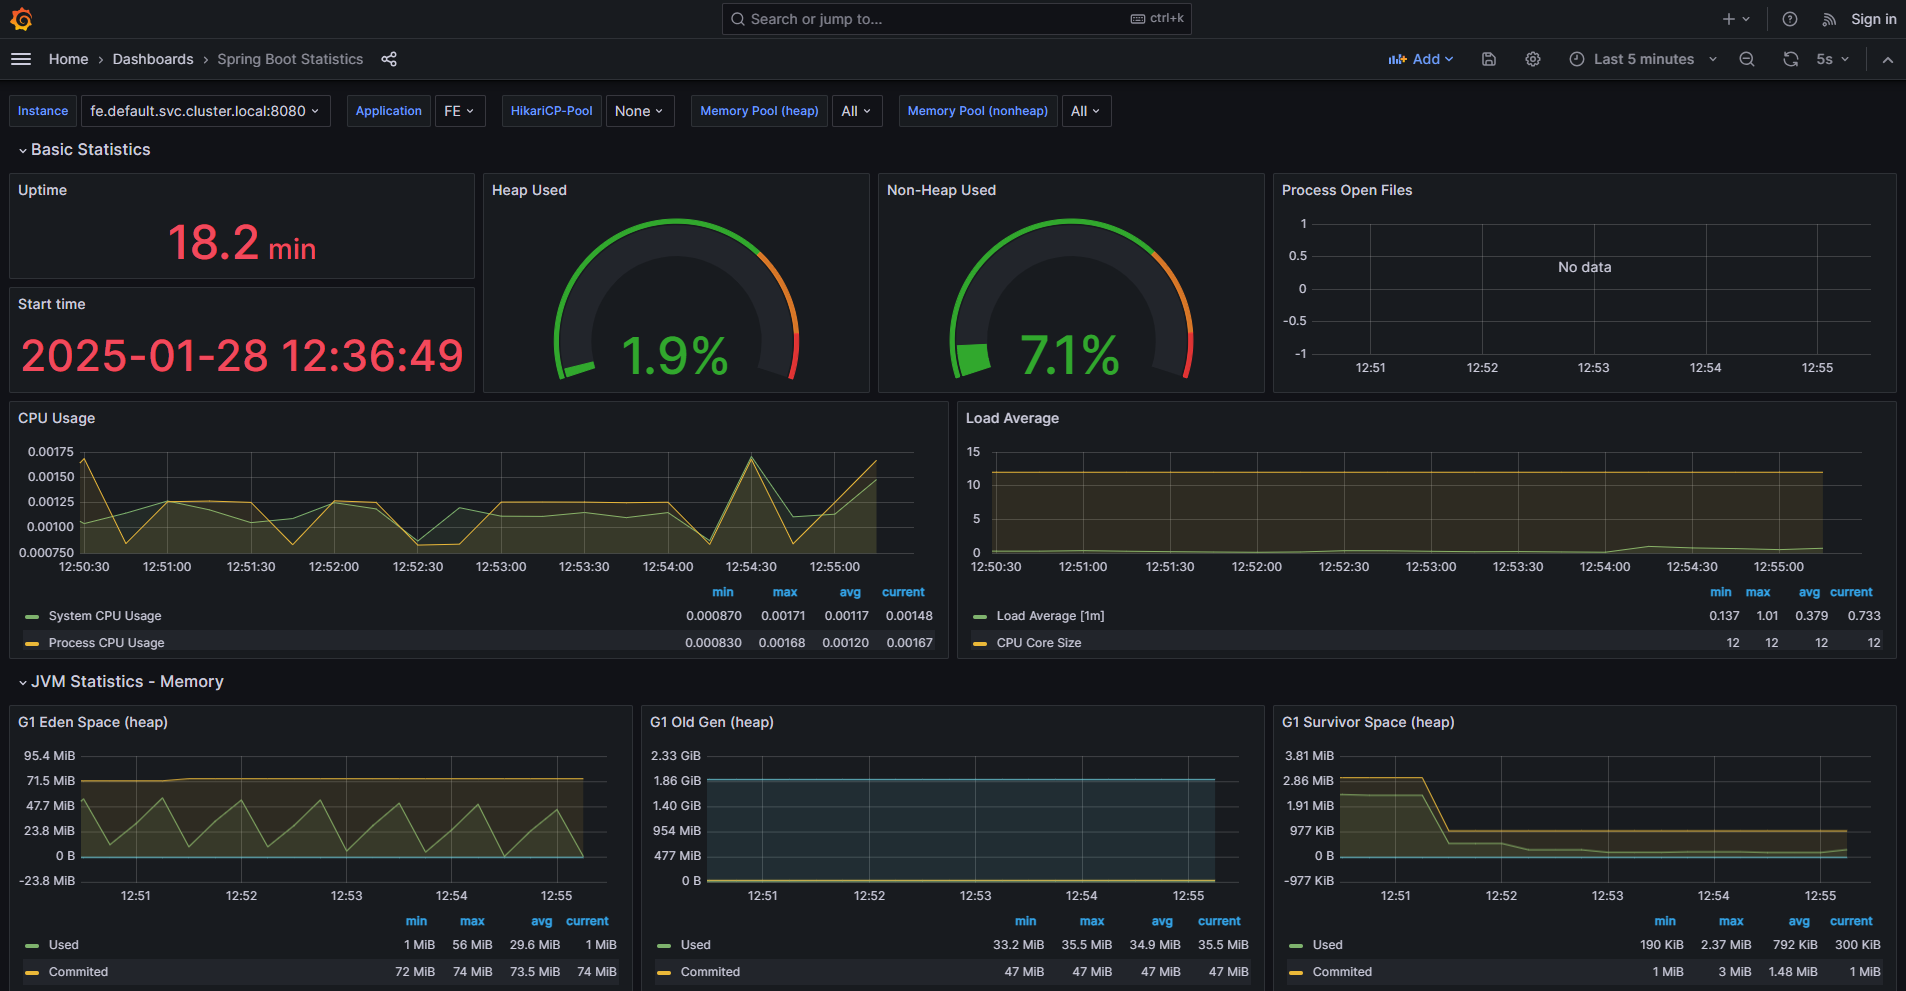 Search or jump to...
ctrl+k
Sign in
Home › Dashboards › Spring Boot Statistics
Add
Last 5 minutes
5s
Instance fe.default.svc.cluster.local:8080 Application FE HikariCP-Pool None Memory Pool (heap) All Memory Pool (nonheap) All
Basic Statistics
Uptime
18.2 min
Start time
2025-01-28 12:36:49
Heap Used
1.9%
Non-Heap Used
7.1%
Process Open Files
1
0.5
0
-0.5
-1
No data
12:51 12:52 12:53 12:54 12:55
CPU Usage
0.00175
0.00150
0.00125
0.00100
0.000750
12:50:30 12:51:00 12:51:30 12:52:00 12:52:30 12:53:00 12:53:30 12:54:00 12:54:30 12:55:00
min max avg current
System CPU Usage 0.000870 0.00171 0.00117 0.00148
Process CPU Usage 0.000830 0.00168 0.00120 0.00167
Load Average
15
10
5
0
12:50:30 12:51:00 12:51:30 12:52:00 12:52:30 12:53:00 12:53:30 12:54:00 12:54:30 12:55:00
min max avg current
Load Average [1m] 0.137 1.01 0.379 0.733
CPU Core Size 12 12 12 12
JVM Statistics - Memory
G1 Eden Space (heap)
95.4 MiB
71.5 MiB
47.7 MiB
23.8 MiB
0 B
-23.8 MiB
12:51 12:52 12:53 12:54 12:55
min max avg current
Used 1 MiB 56 MiB 29.6 MiB 1 MiB
Commited 72 MiB 74 MiB 73.5 MiB 74 MiB
G1 Old Gen (heap)
2.33 GiB
1.86 GiB
1.40 GiB
954 MiB
477 MiB
0 B
12:51 12:52 12:53 12:54 12:55
min max avg current
Used 33.2 MiB 35.5 MiB 34.9 MiB 35.5 MiB
Commited 47 MiB 47 MiB 47 MiB 47 MiB
G1 Survivor Space (heap)
3.81 MiB
2.86 MiB
1.91 MiB
977 KiB
0 B
-977 KiB
12:51 12:52 12:53 12:54 12:55
min max avg current
Used 190 KiB 2.37 MiB 792 KiB 300 KiB
Commited 1 MiB 3 MiB 1.48 MiB 1 MiB